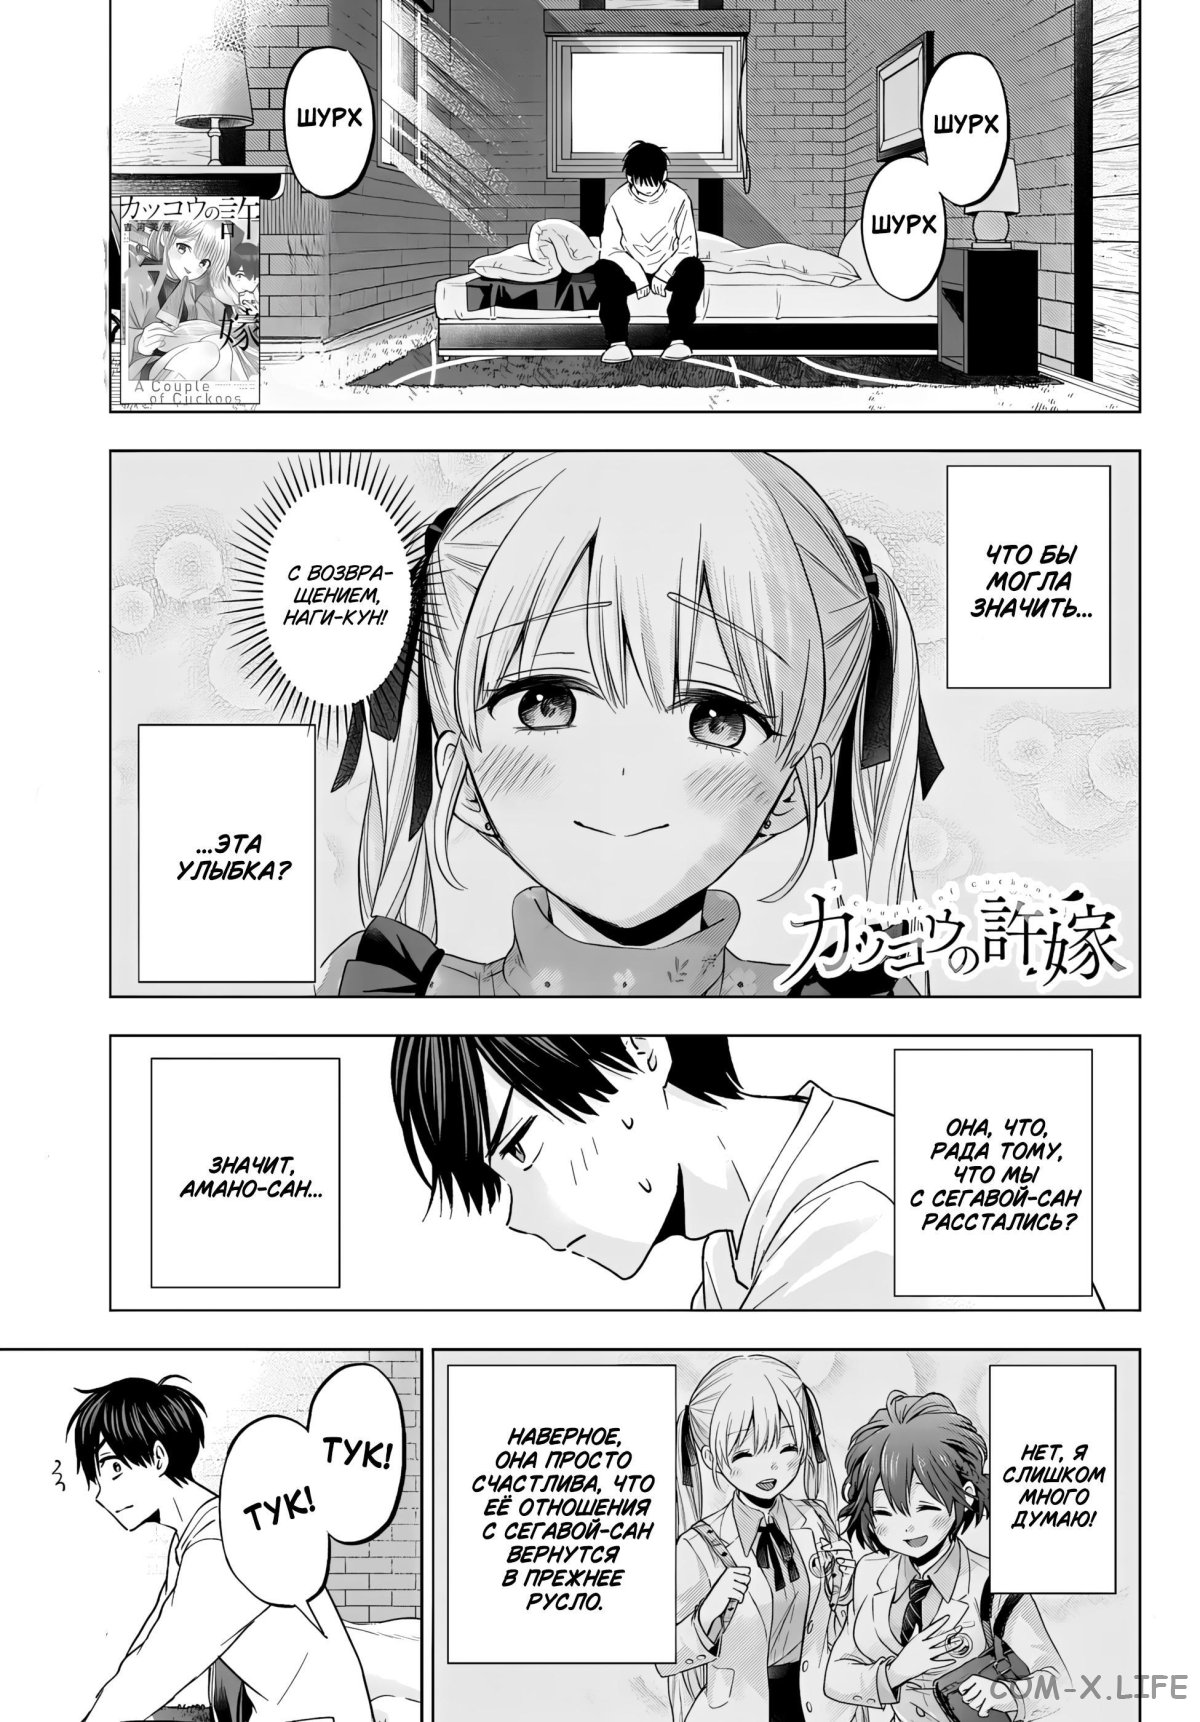 ШУРХ
ШУРХ
ШУРХ
カッコウの許嫁
A Couple
of Cuckoos
ЧТО БЫ
МОГЛА
ЗНАЧИТЬ...
С ВОЗВРА-
ЩЕНИЕМ,
НАГИ-КУН!
...ЭТА
УЛЫБКА?
A Couple of Cuckoos
カッコウの許嫁
ОНА, ЧТО,
РАДА ТОМУ,
ЧТО МЫ
С СЕГАВОЙ-САН
РАССТАЛИСЬ?
ЗНАЧИТ,
АМАНО-САН...
НЕТ, Я
СЛИШКОМ
МНОГО
ДУМАЮ!
НАВЕРНОЕ,
ОНА ПРОСТО
СЧАСТЛИВА, ЧТО
ЕЁ ОТНОШЕНИЯ
С СЕГАВОЙ-САН
ВЕРНУТСЯ
В ПРЕЖНЕЕ
РУСЛО.
ТУК!
ТУК!
COM-X.LIFE